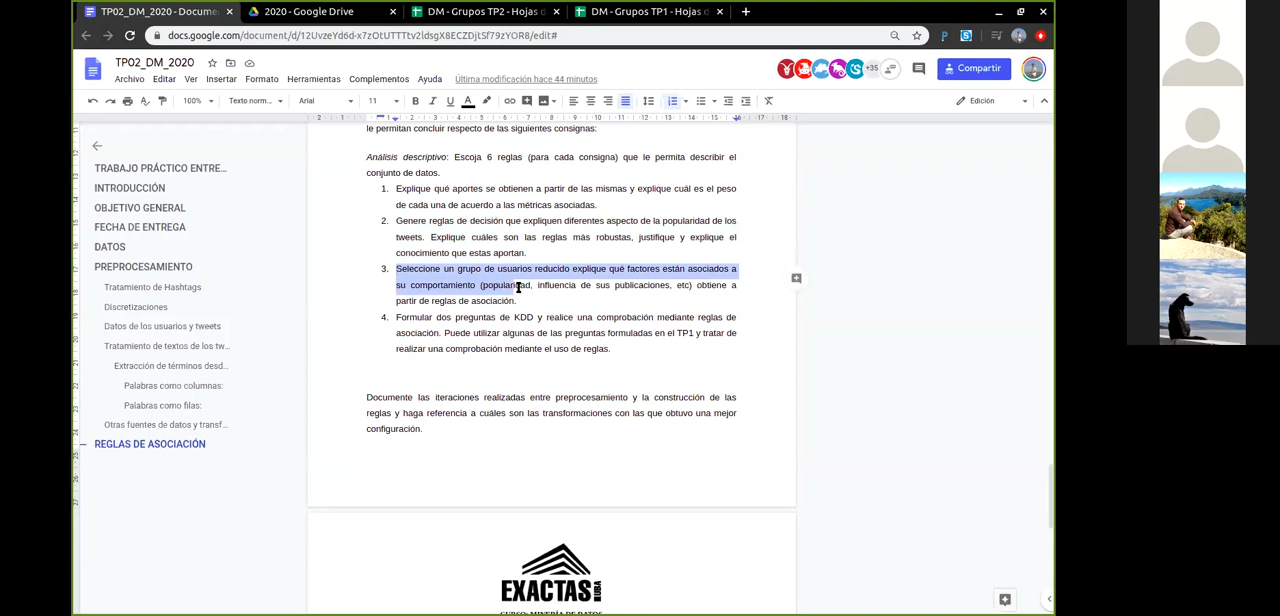 TP02_DM_2020 - Docume
2020 - Google Drive
DM - Grupos TP2 - Hojas d
DM - Grupos TP1 - Hojas d
docs.google.com/document/d/12UvzeYd6d-x7zOtUTTTtv2ldsgX8ECZDjtSf79zYOR8/edit#
TP02_DM_2020
Archivo Editar Ver Insertar Formato Herramientas Complementos Ayuda Última modificación hace 44 minutos
+35
Compartir
100% Texto norm... Arial 11 Edición
le permitan concluir respecto de las siguientes consignas:
Análisis descriptivo: Escoja 6 reglas (para cada consigna) que le permita describir el
conjunto de datos.
1. Explique qué aportes se obtienen a partir de las mismas y explique cuál es el peso
de cada una de acuerdo a las métricas asociadas.
2. Genere reglas de decisión que expliquen diferentes aspecto de la popularidad de los
tweets. Explique cuáles son las reglas más robustas, justifique y explique el
conocimiento que estas aportan.
3. Seleccione un grupo de usuarios reducido explique qué factores están asociados a
su comportamiento (popularidad, influencia de sus publicaciones, etc) obtiene a
partir de reglas de asociación.
4. Formular dos preguntas de KDD y realice una comprobación mediante reglas de
asociación. Puede utilizar algunas de las preguntas formuladas en el TP1 y tratar de
realizar una comprobación mediante el uso de reglas.
Documente las iteraciones realizadas entre preprocesamiento y la construcción de las
reglas y haga referencia a cuáles son las transformaciones con las que obtuvo una mejor
configuración.
TRABAJO PRÁCTICO ENTRE...
INTRODUCCIÓN
OBJETIVO GENERAL
FECHA DE ENTREGA
DATOS
PREPROCESAMIENTO
Tratamiento de Hashtags
Discretizaciones
Datos de los usuarios y tweets
Tratamiento de textos de los tw...
Extracción de términos desd...
Palabras como columnas:
Palabras como filas:
Otras fuentes de datos y transf...
REGLAS DE ASOCIACIÓN
EXACTAS UBA